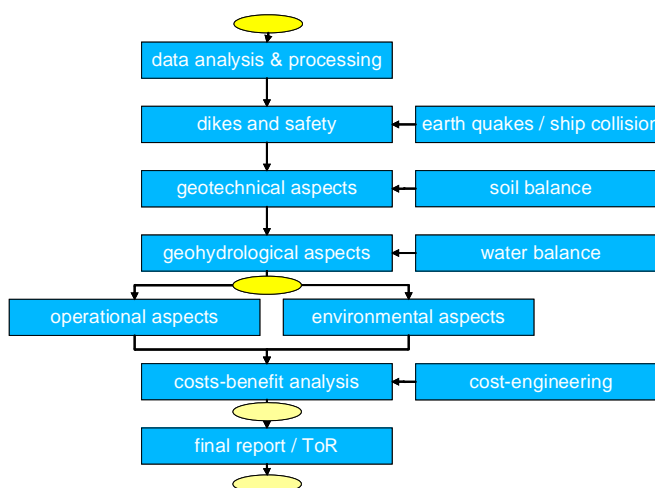 data analysis & processing
dikes and safety
earth quakes / ship collision
geotechnical aspects
soil balance
geohydrological aspects
water balance
operational aspects
environmental aspects
costs-benefit analysis
cost-engineering
final report / ToR